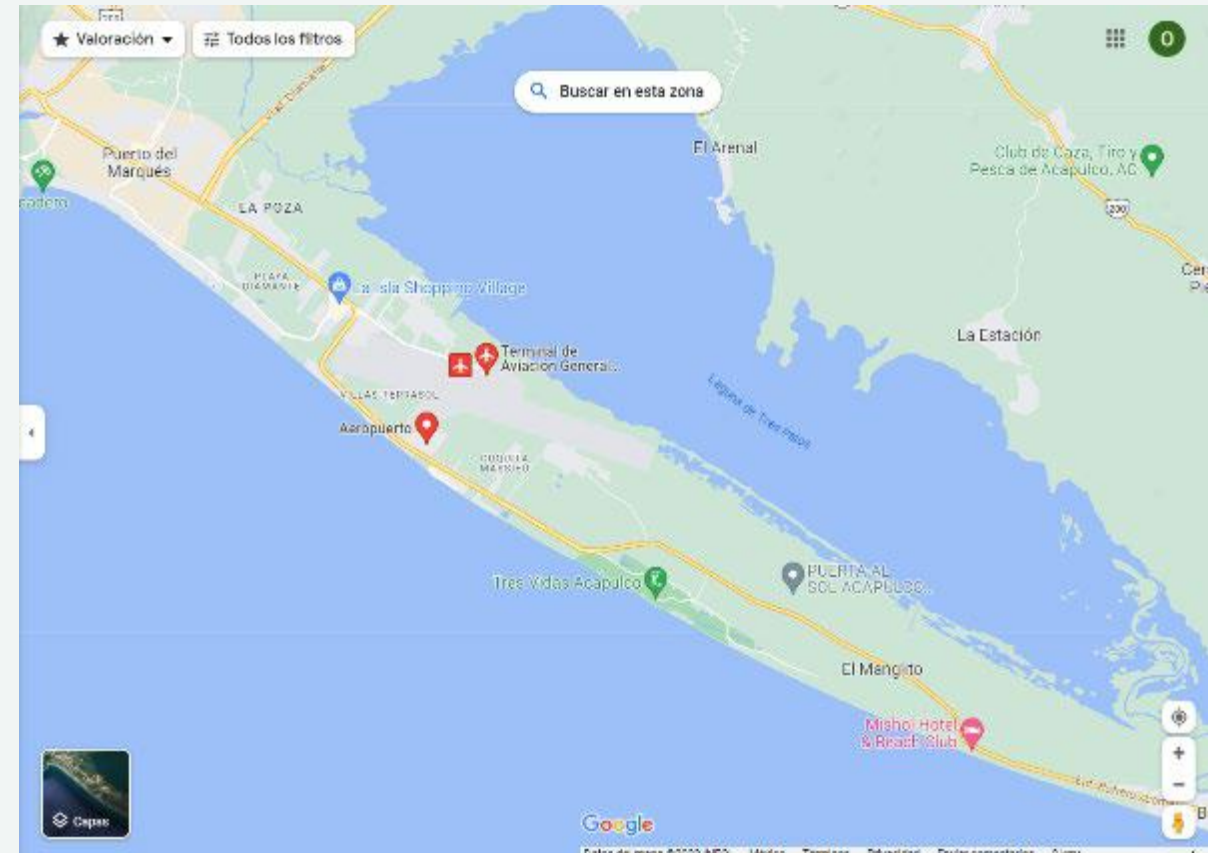 Valoración
Todos los filtros
Buscar en esta zona
El Arenal
Club de Caza, Tiro y
Pesca de Acapulco, AC
200
Puerto del
Marqués
LA POZA
PLAYA
DIAMANTE
La Isla Shopping Village
La Estación
Terminal de
Aviación General...
Laguna de Tres Palos
VILLAS TERRASOL
Aeropuerto
Tres Vidas Acapulco
PUERTA AL
SOL ACAPULCO...
El Manglito
Mishol Hotel
& Beach Club
Capas
Google